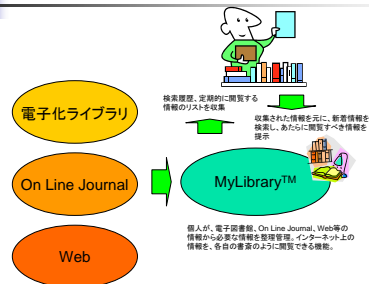 検索履歴、定期的に閲覧する
情報のリストを収集
収集された情報を元に、新着情報を
検索し、あたらに閲覧すべき情報を
提示
電子化ライブラリ
On Line Journal
Web
MyLibraryTM
個人が、電子図書館、On Line Journal、Web等の
情報から必要な情報を整理管理。インターネット上の
情報を、各自の書斎のように閲覧できる機能。